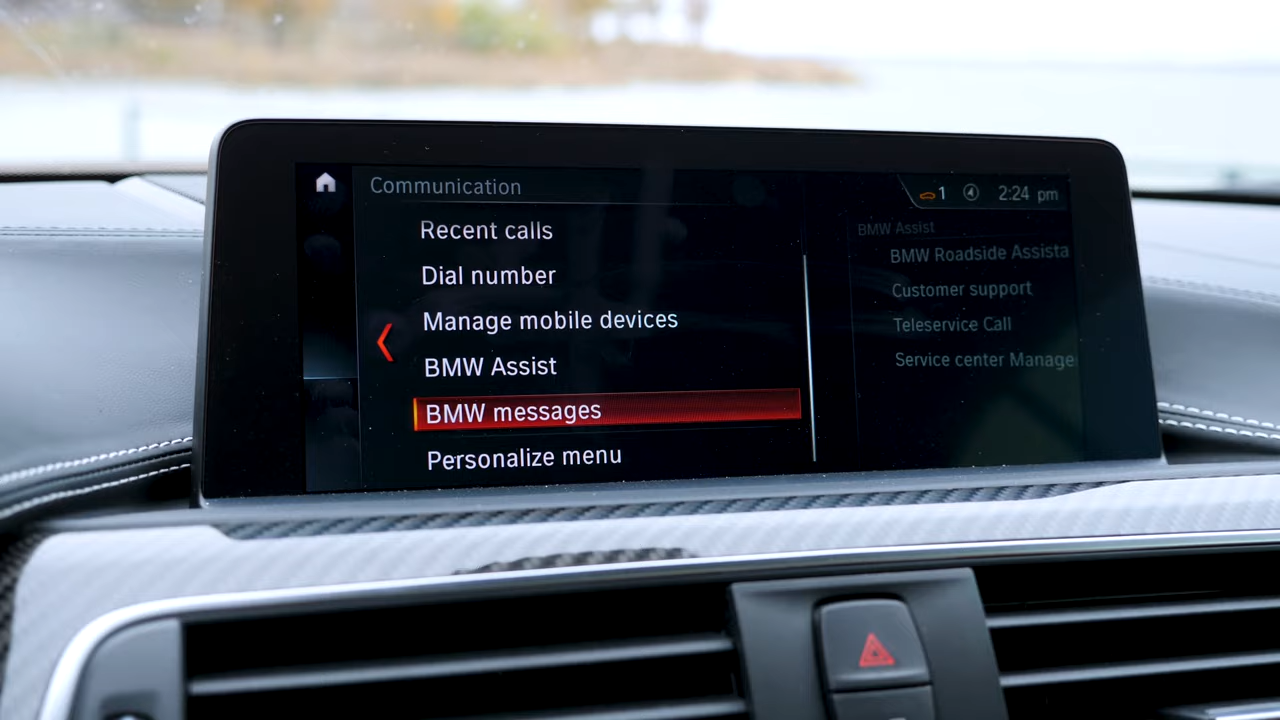 Communication
1 2:24 pm
Recent calls
Dial number
Manage mobile devices
BMW Assist
BMW messages
Personalize menu
BMW Assist
BMW Roadside Assista
Customer support
Teleservice Call
Service center Manage